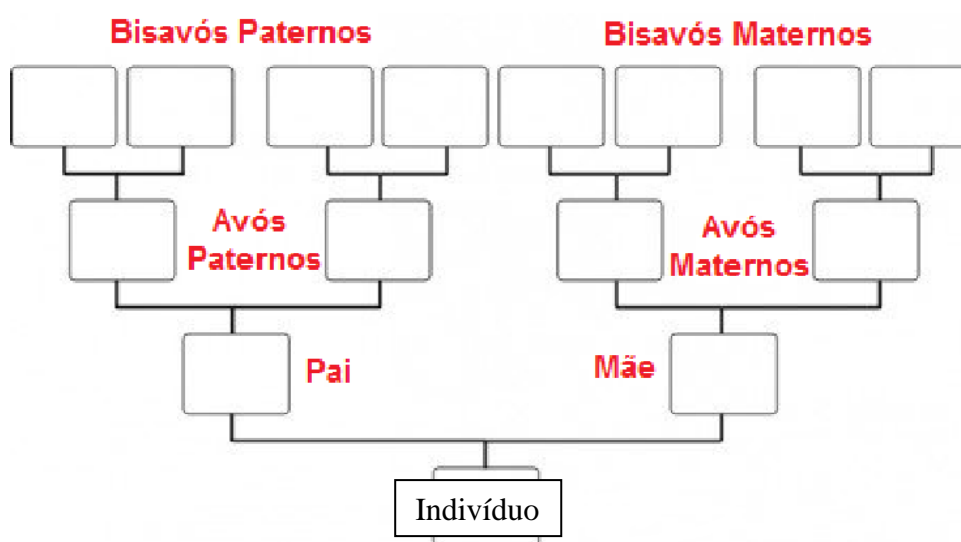 Bisavós Paternos
Bisavós Maternos
Avós
Paternos
Avós
Maternos
Pai
Mãe
Indivíduo